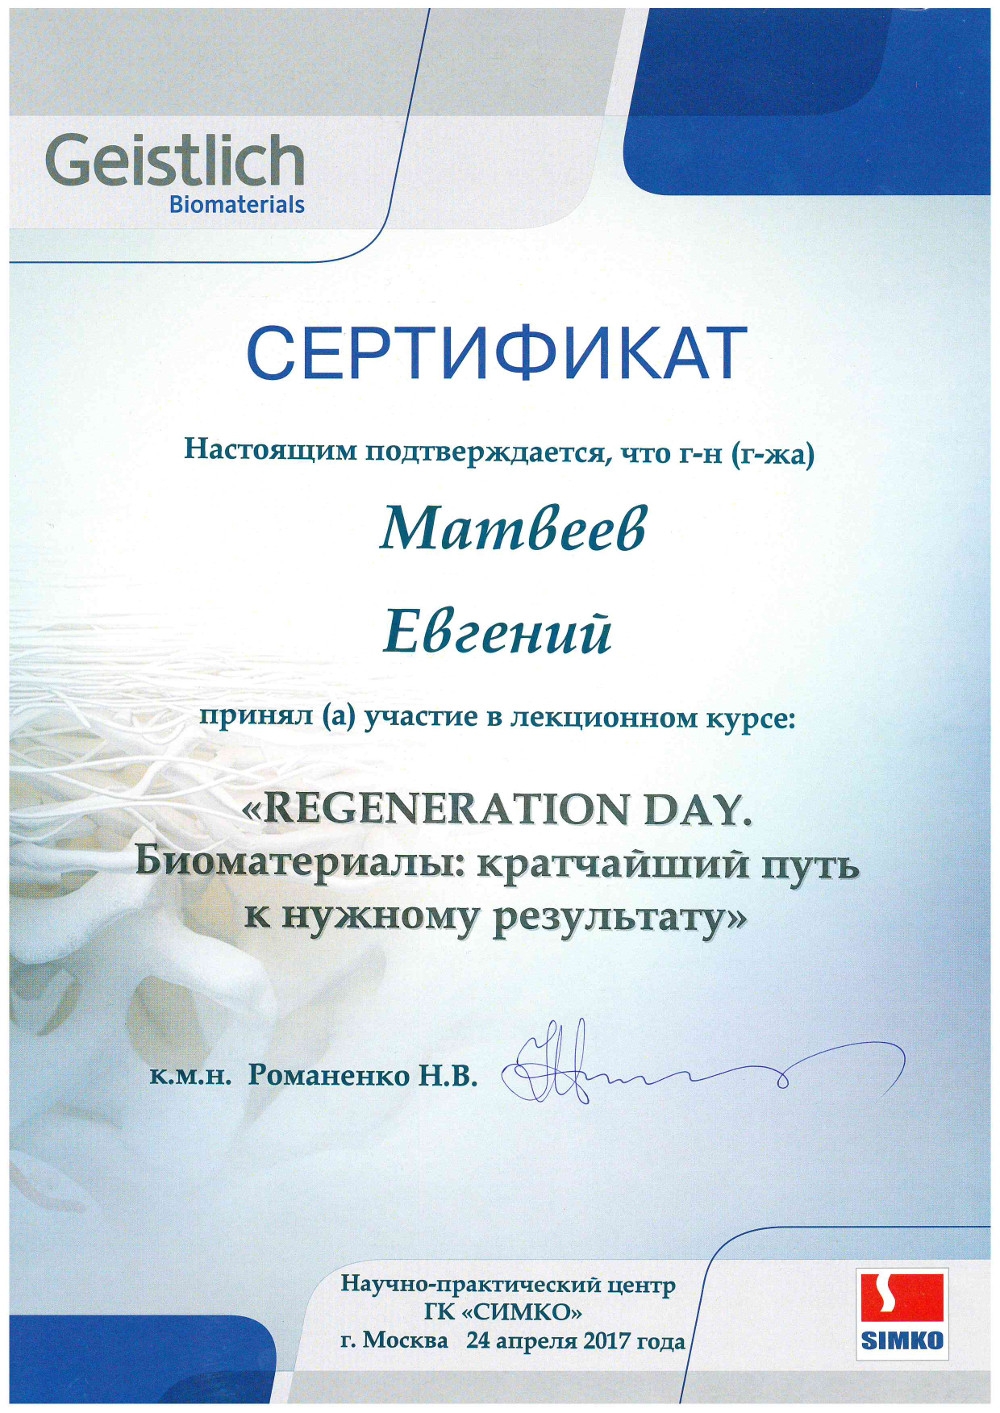 Geistlich
Biomaterials
СЕРТИФИКАТ
Настоящим подтверждается, что г-н (г-жа)
Матвеев
Евгений
принял (а) участие в лекционном курсе:
«REGENERATION DAY.
Биоматериалы: кратчайший путь
к нужному результату»
к.м.н. Романенко Н.В.
Научно-практический центр
ГК «СИМКО»
г. Москва 24 апреля 2017 года
SIMKO